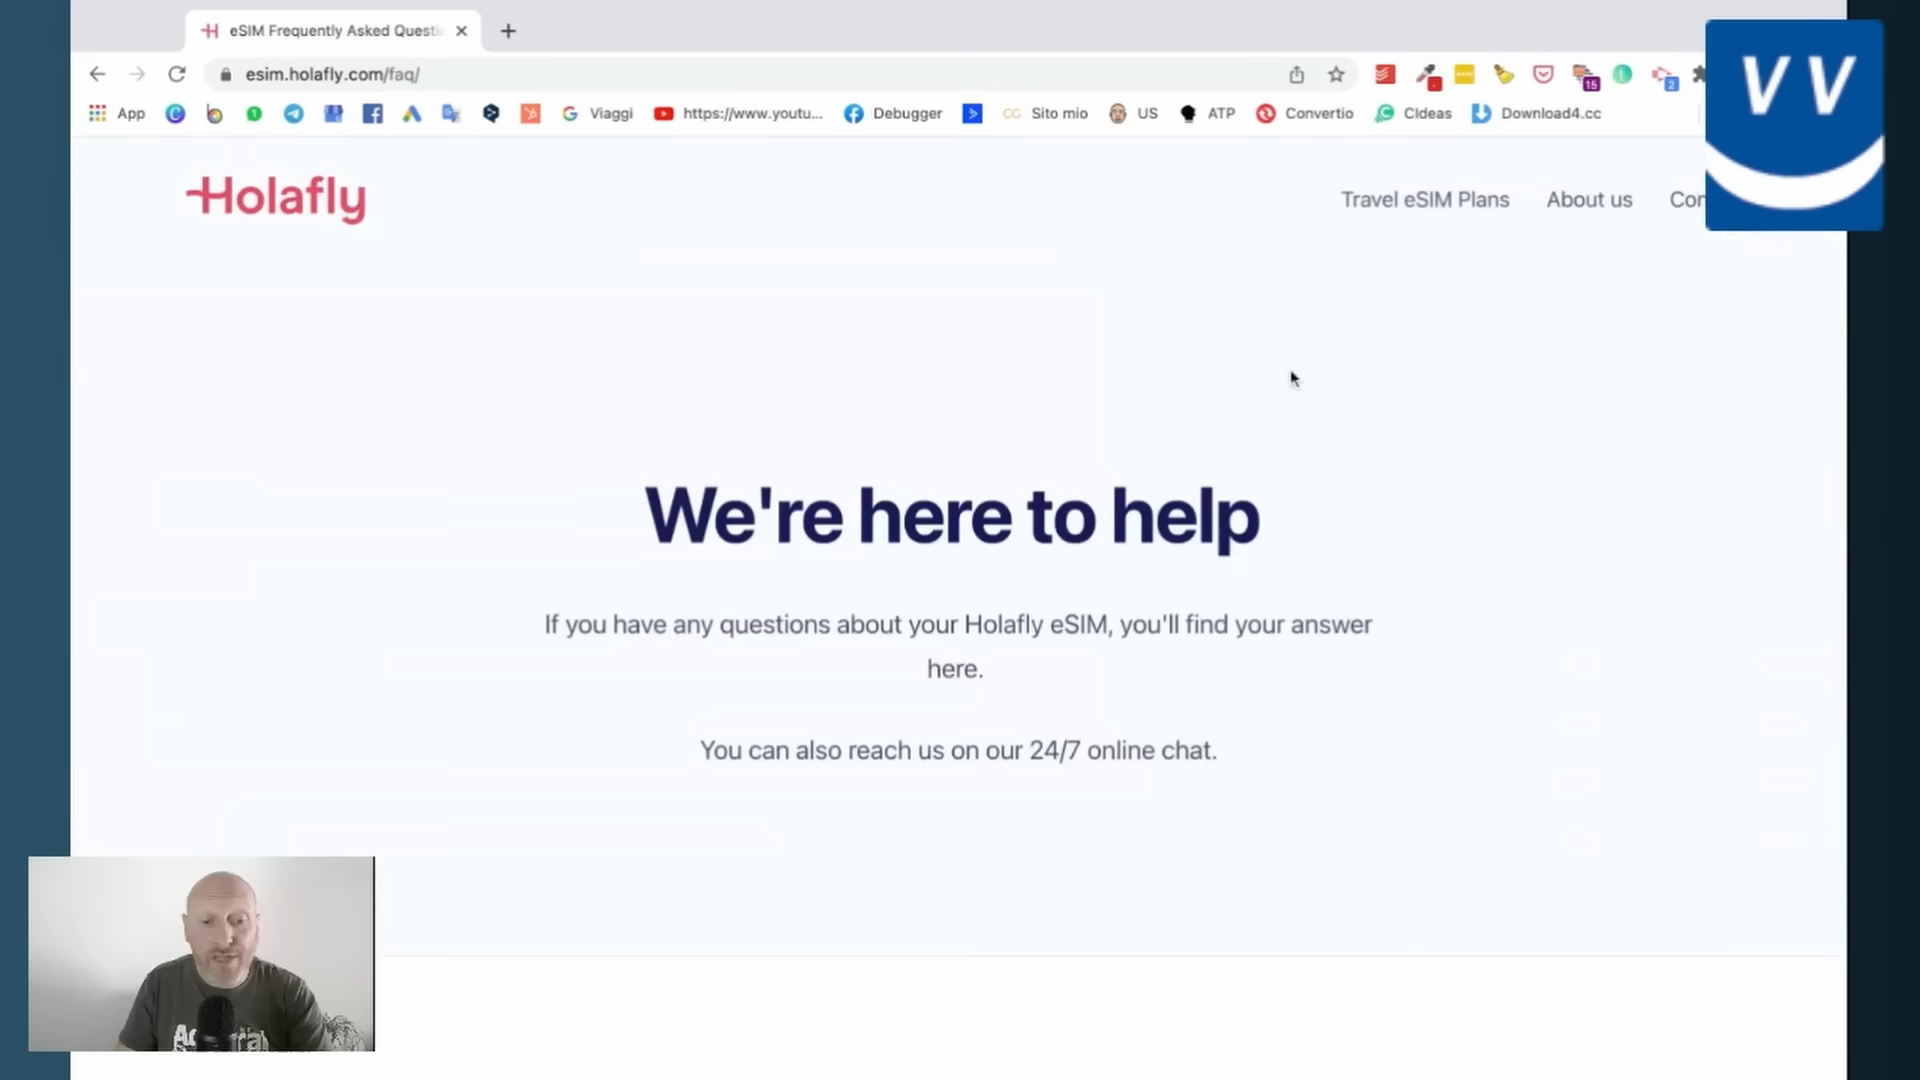 eSIM Frequently Asked Questi
esim.holafly.com/faq/
15
2
App
Viaggi
https://www.youtu...
Debugger
CC
Sito mio
US
ATP
Convertio
CIdeas
Download4.cc
VV
Holafly
Travel eSIM Plans
About us
Con
We're here to help
If you have any questions about your Holafly eSIM, you'll find your answer
here.
You can also reach us on our 24/7 online chat.